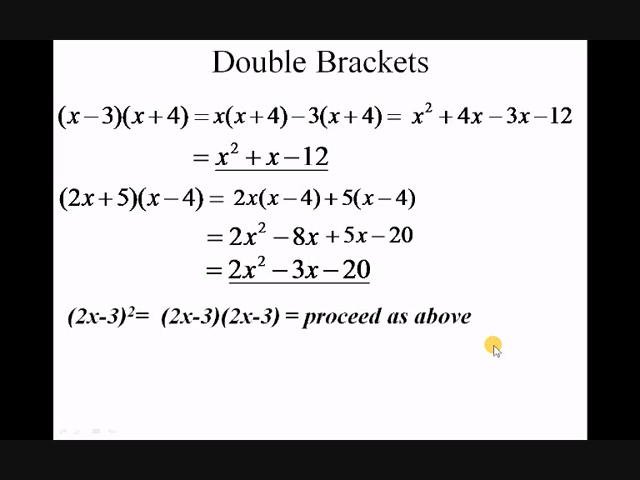 Double Brackets
(x−3)(x+4) = x(x+4)−3(x+4) = x² +4x −3x −12
= x² + x −12
(2x+5)(x−4) = 2x(x−4)+5(x−4)
= 2x² −8x +5x −20
= 2x² −3x −20
(2x-3)²= (2x-3)(2x-3) = proceed as above